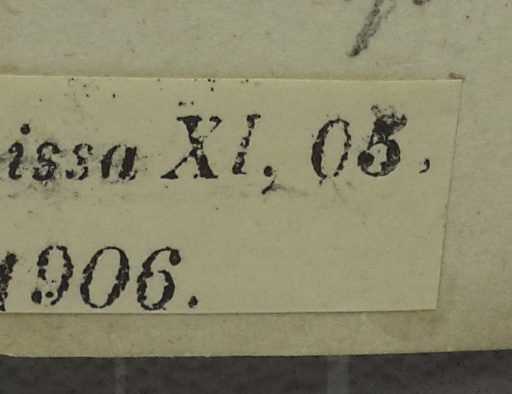 issa XI, 05,
1906.